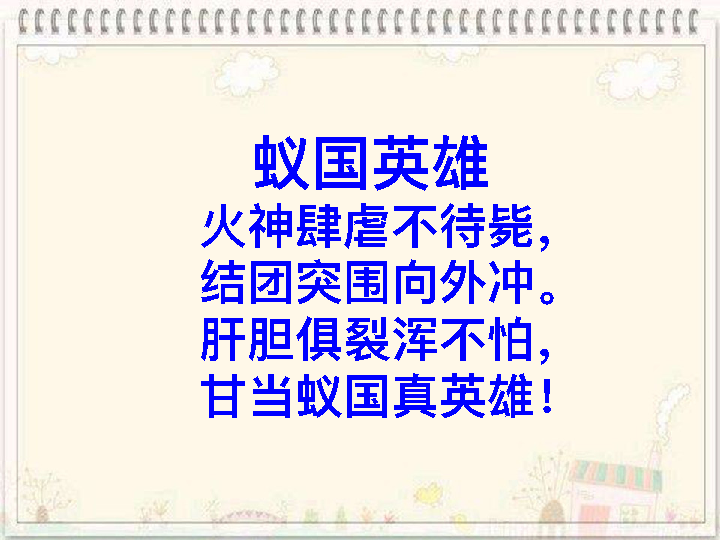 蚁国英雄
火神肆虐不待毙，
结团突围向外冲。
肝胆俱裂浑不怕，
甘当蚁国真英雄！